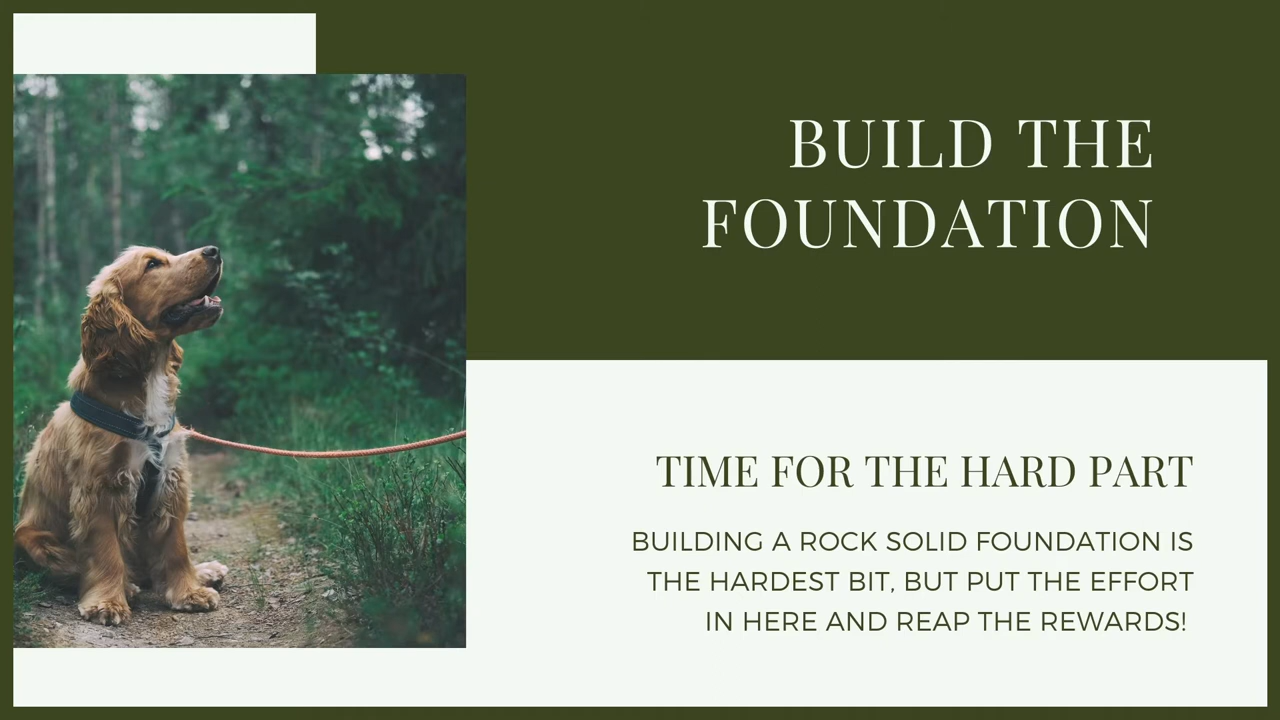 BUILD THE
FOUNDATION
TIME FOR THE HARD PART
BUILDING A ROCK SOLID FOUNDATION IS
THE HARDEST BIT, BUT PUT THE EFFORT
IN HERE AND REAP THE REWARDS!